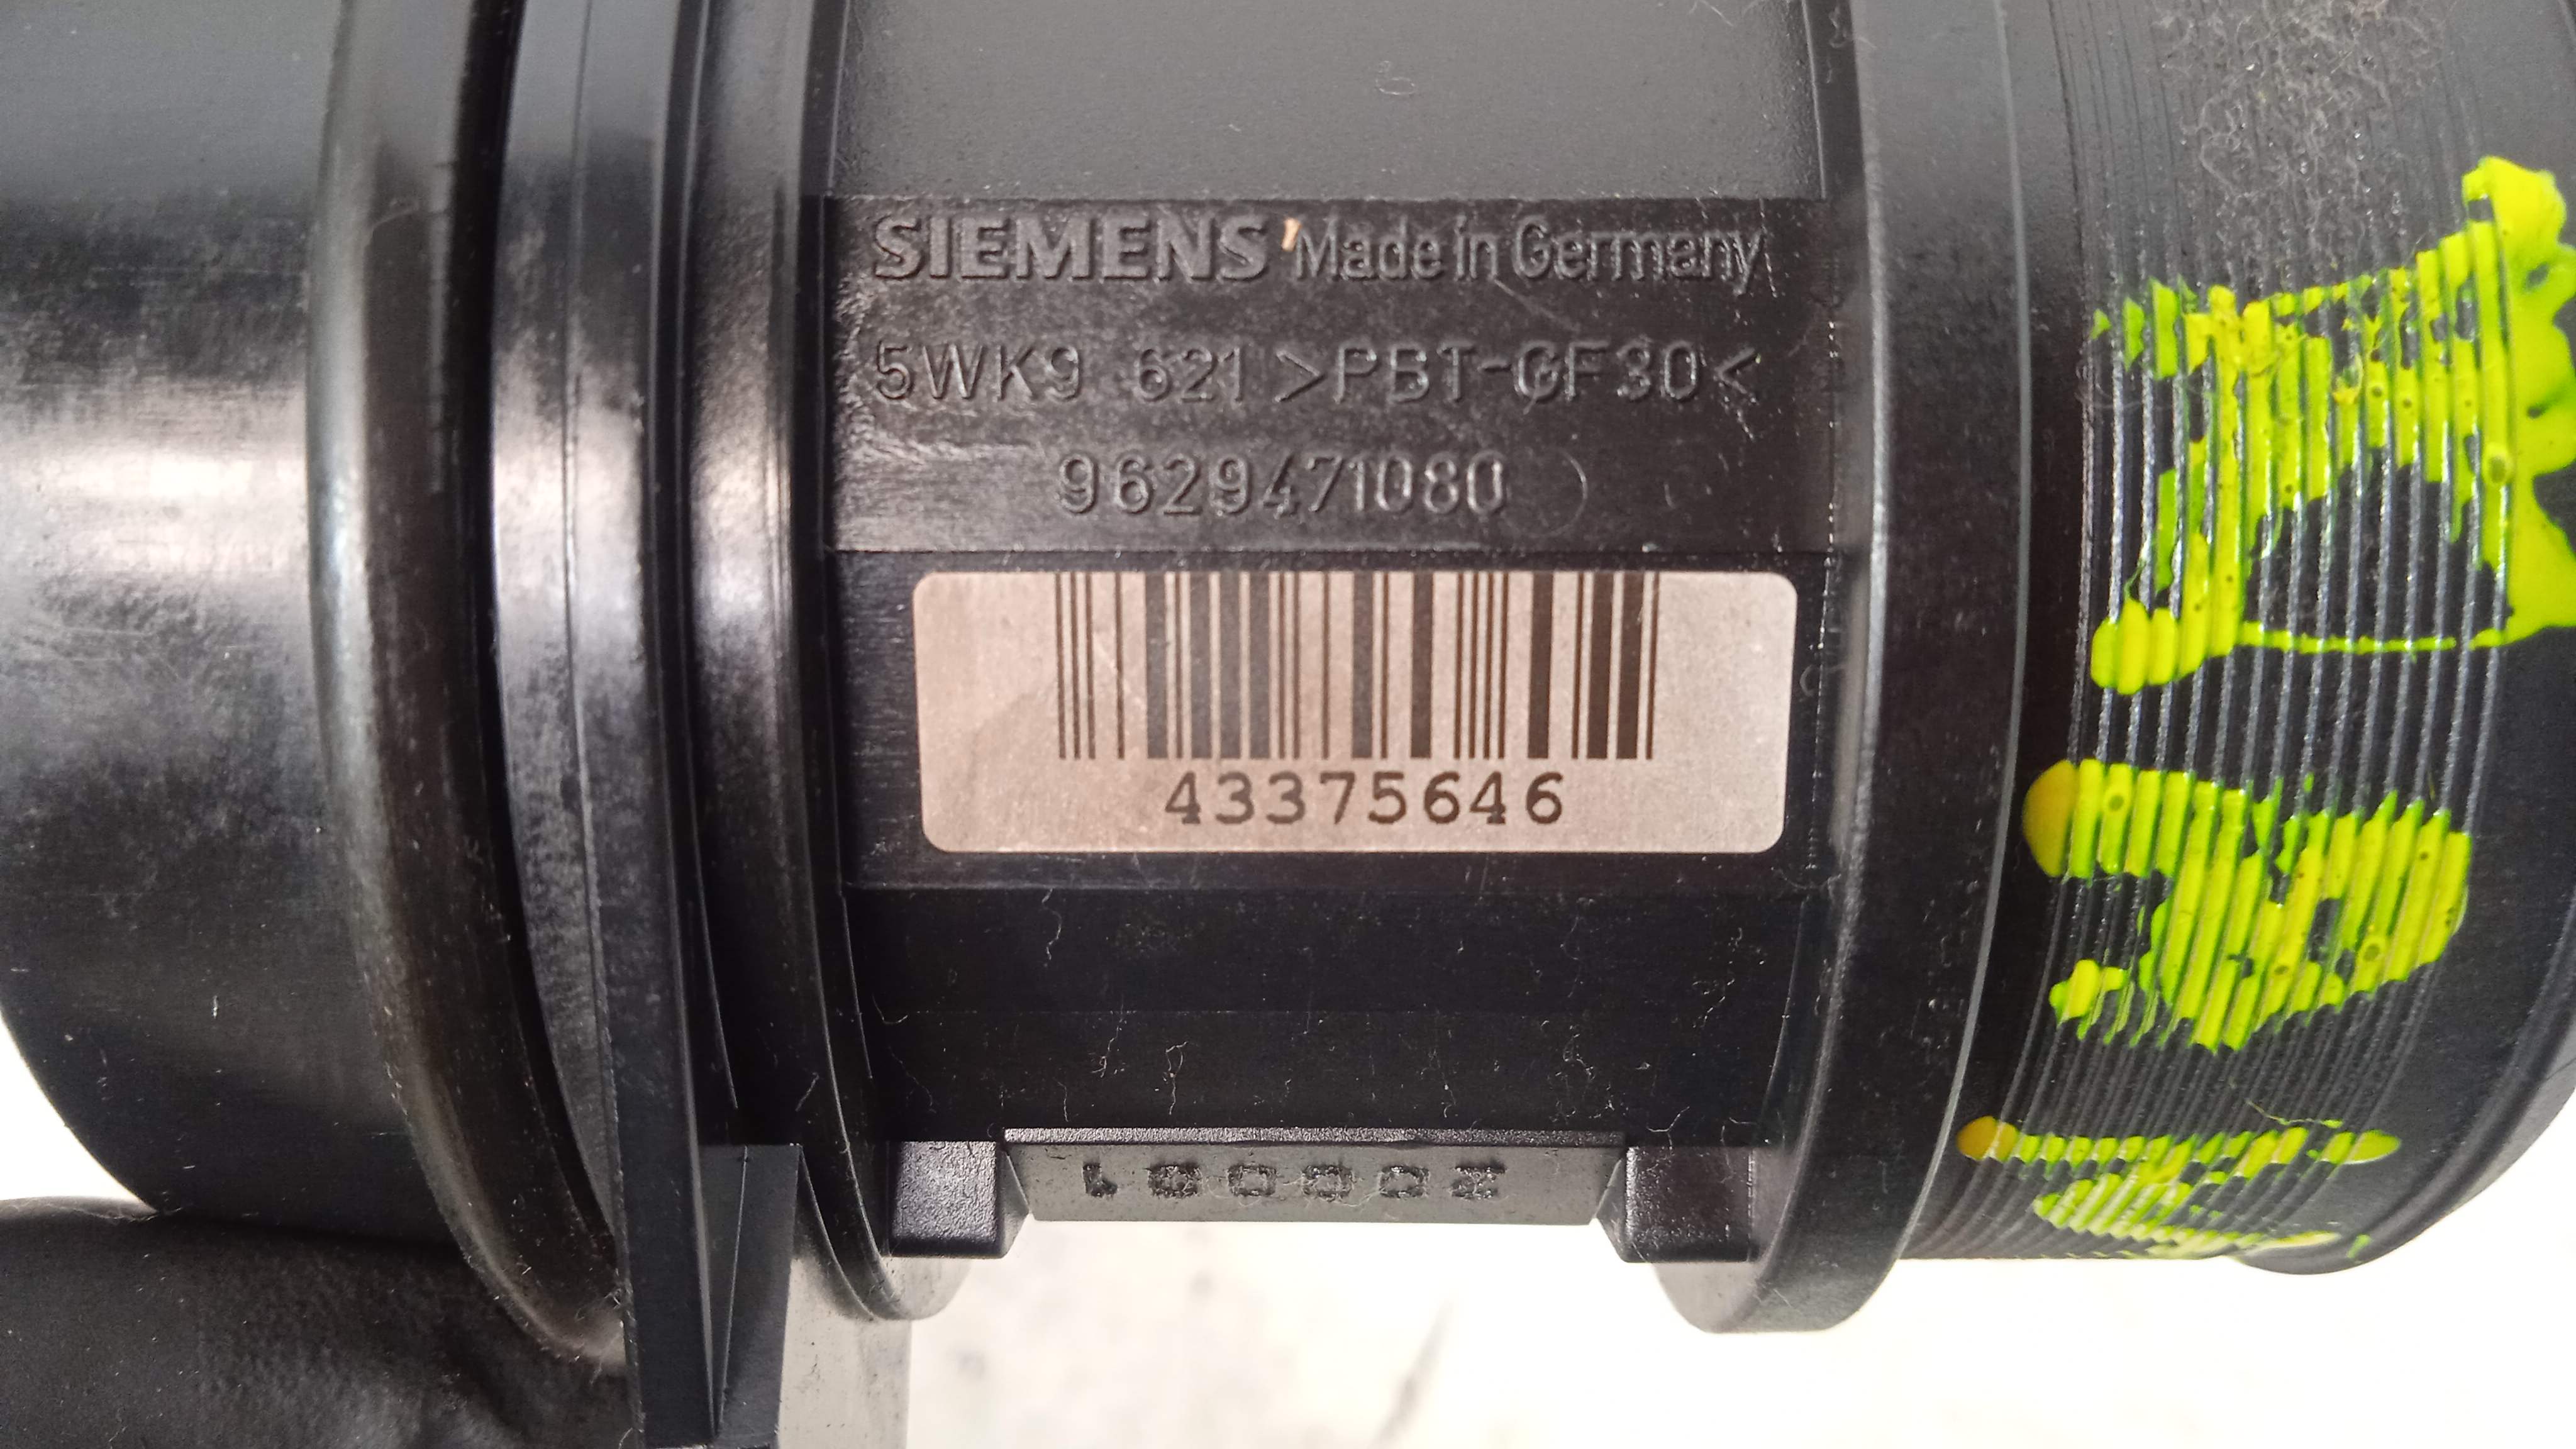 SIEMENS Made in Germany
5WK9 621 >PBT-GF30<
9629471080
43375646